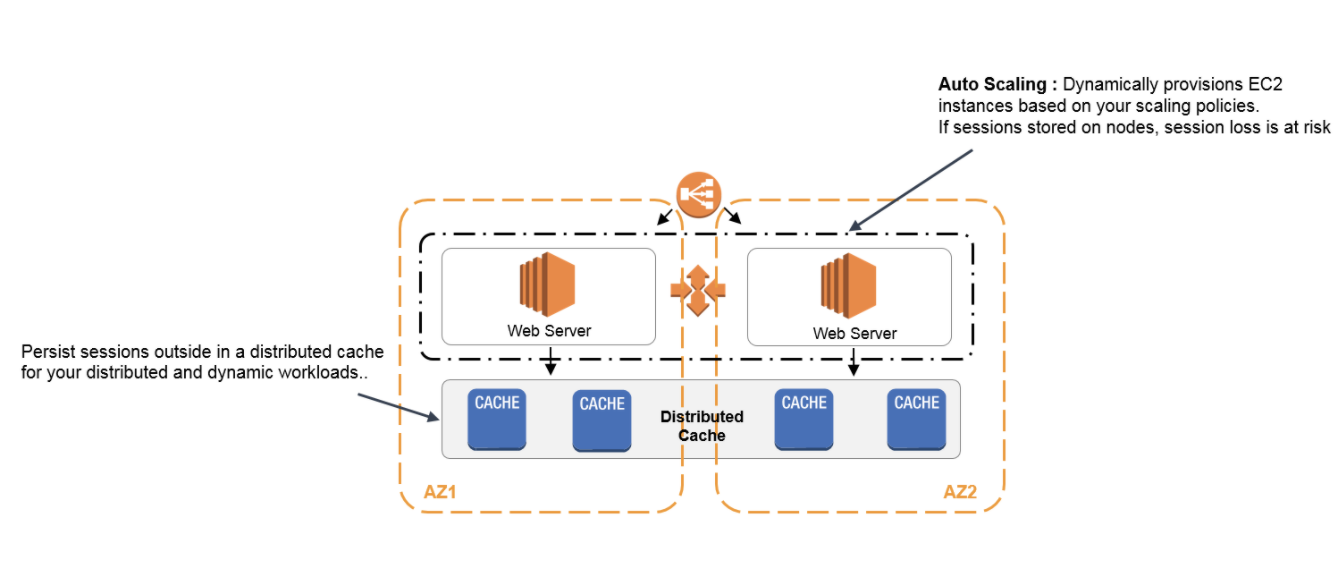 Auto Scaling : Dynamically provisions EC2
instances based on your scaling policies.
If sessions stored on nodes, session loss is at risk
Web Server
Web Server
Persist sessions outside in a distributed cache
for your distributed and dynamic workloads..
CACHE
CACHE
Distributed
Cache
CACHE
CACHE
AZ1
AZ2